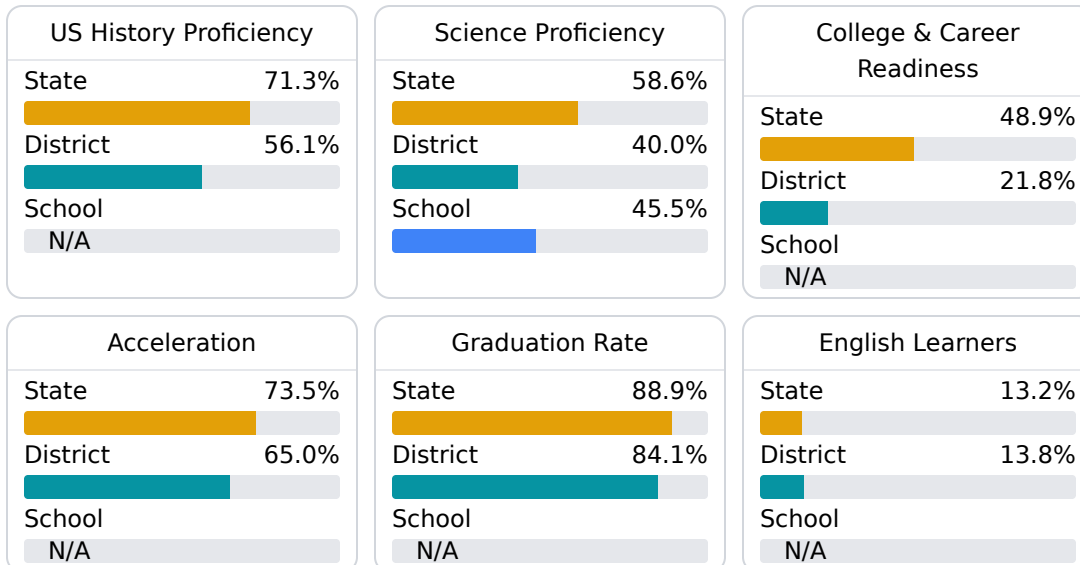 US History Proficiency
State 71.3%
District 56.1%
School
N/A
Science Proficiency
State 58.6%
District 40.0%
School 45.5%
College & Career
Readiness
State 48.9%
District 21.8%
School
N/A
Acceleration
State 73.5%
District 65.0%
School
N/A
Graduation Rate
State 88.9%
District 84.1%
School
N/A
English Learners
State 13.2%
District 13.8%
School
N/A